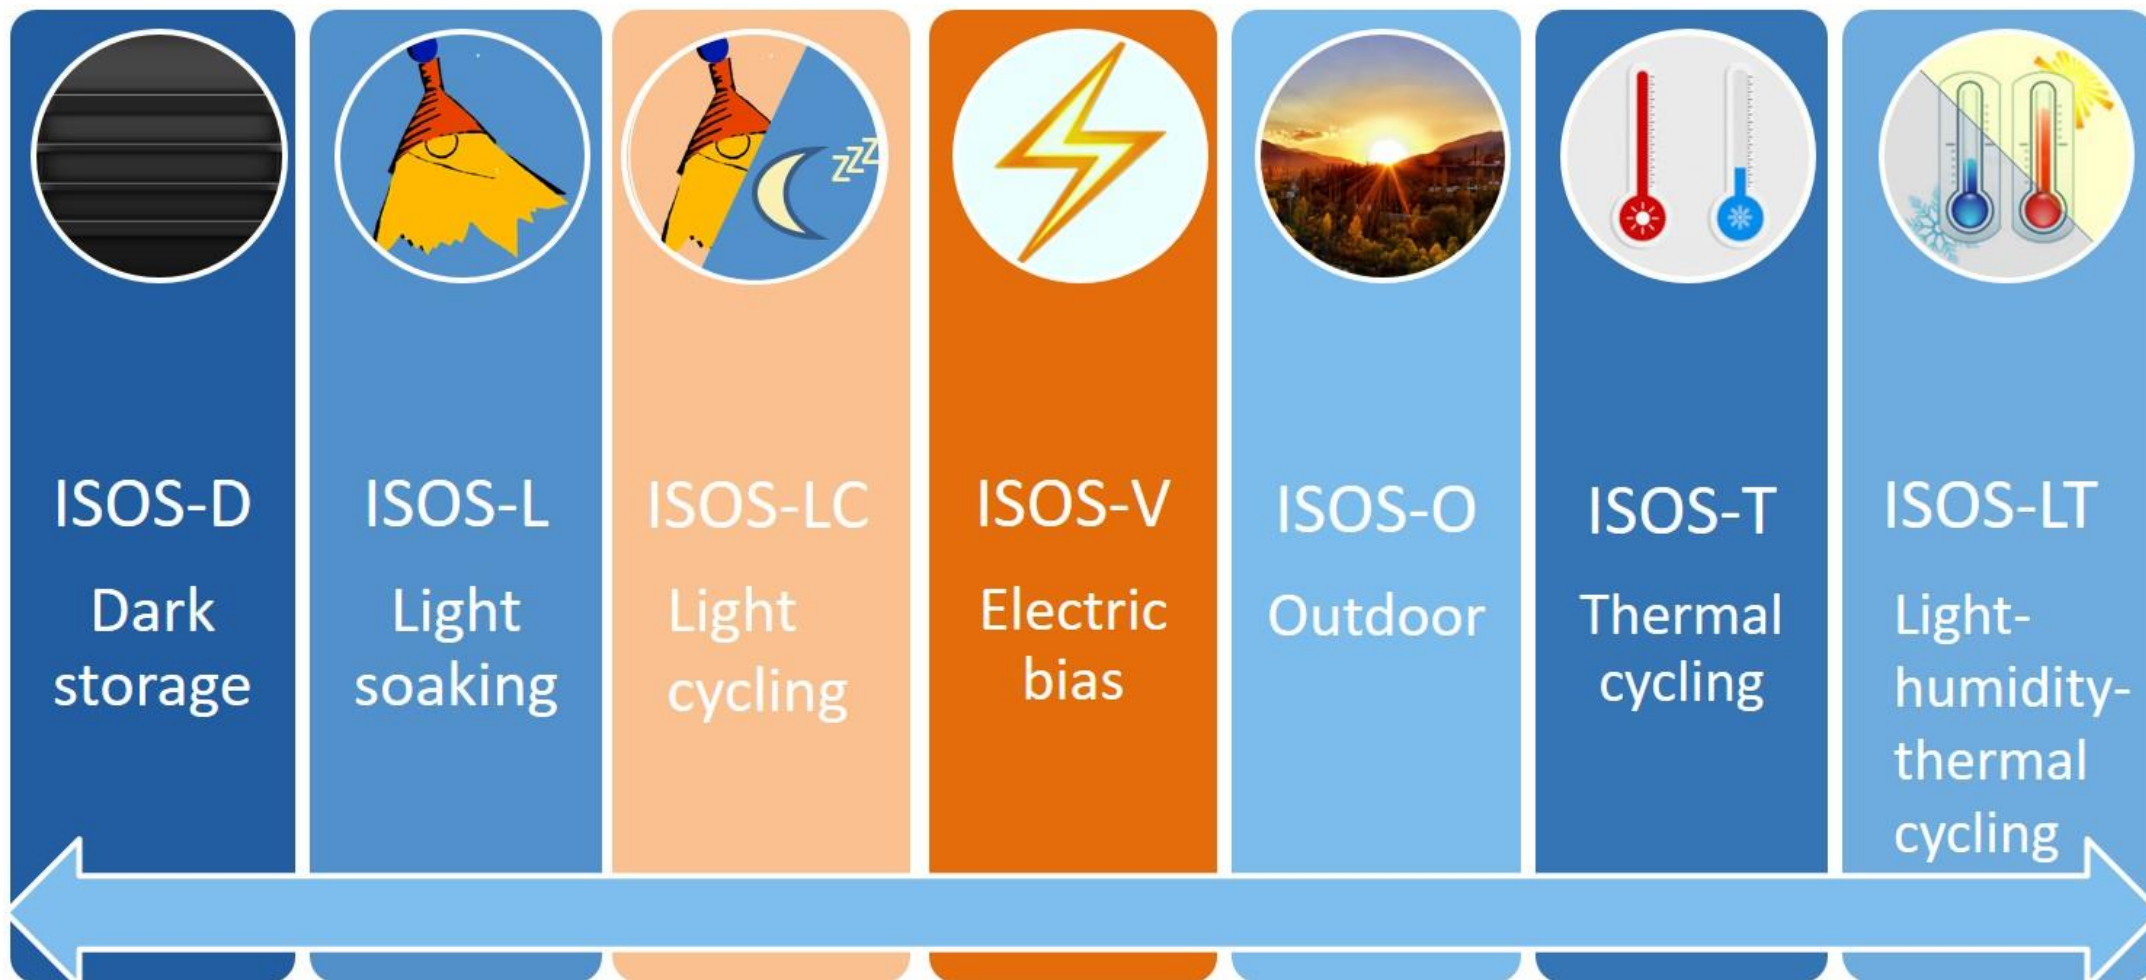 zzz
ISOS-D
Dark
storage
ISOS-L
Light
soaking
ISOS-LC
Light
cycling
ISOS-V
Electric
bias
ISOS-O
Outdoor
ISOS-T
Thermal
cycling
ISOS-LT
Light-
humidity-
thermal
cycling